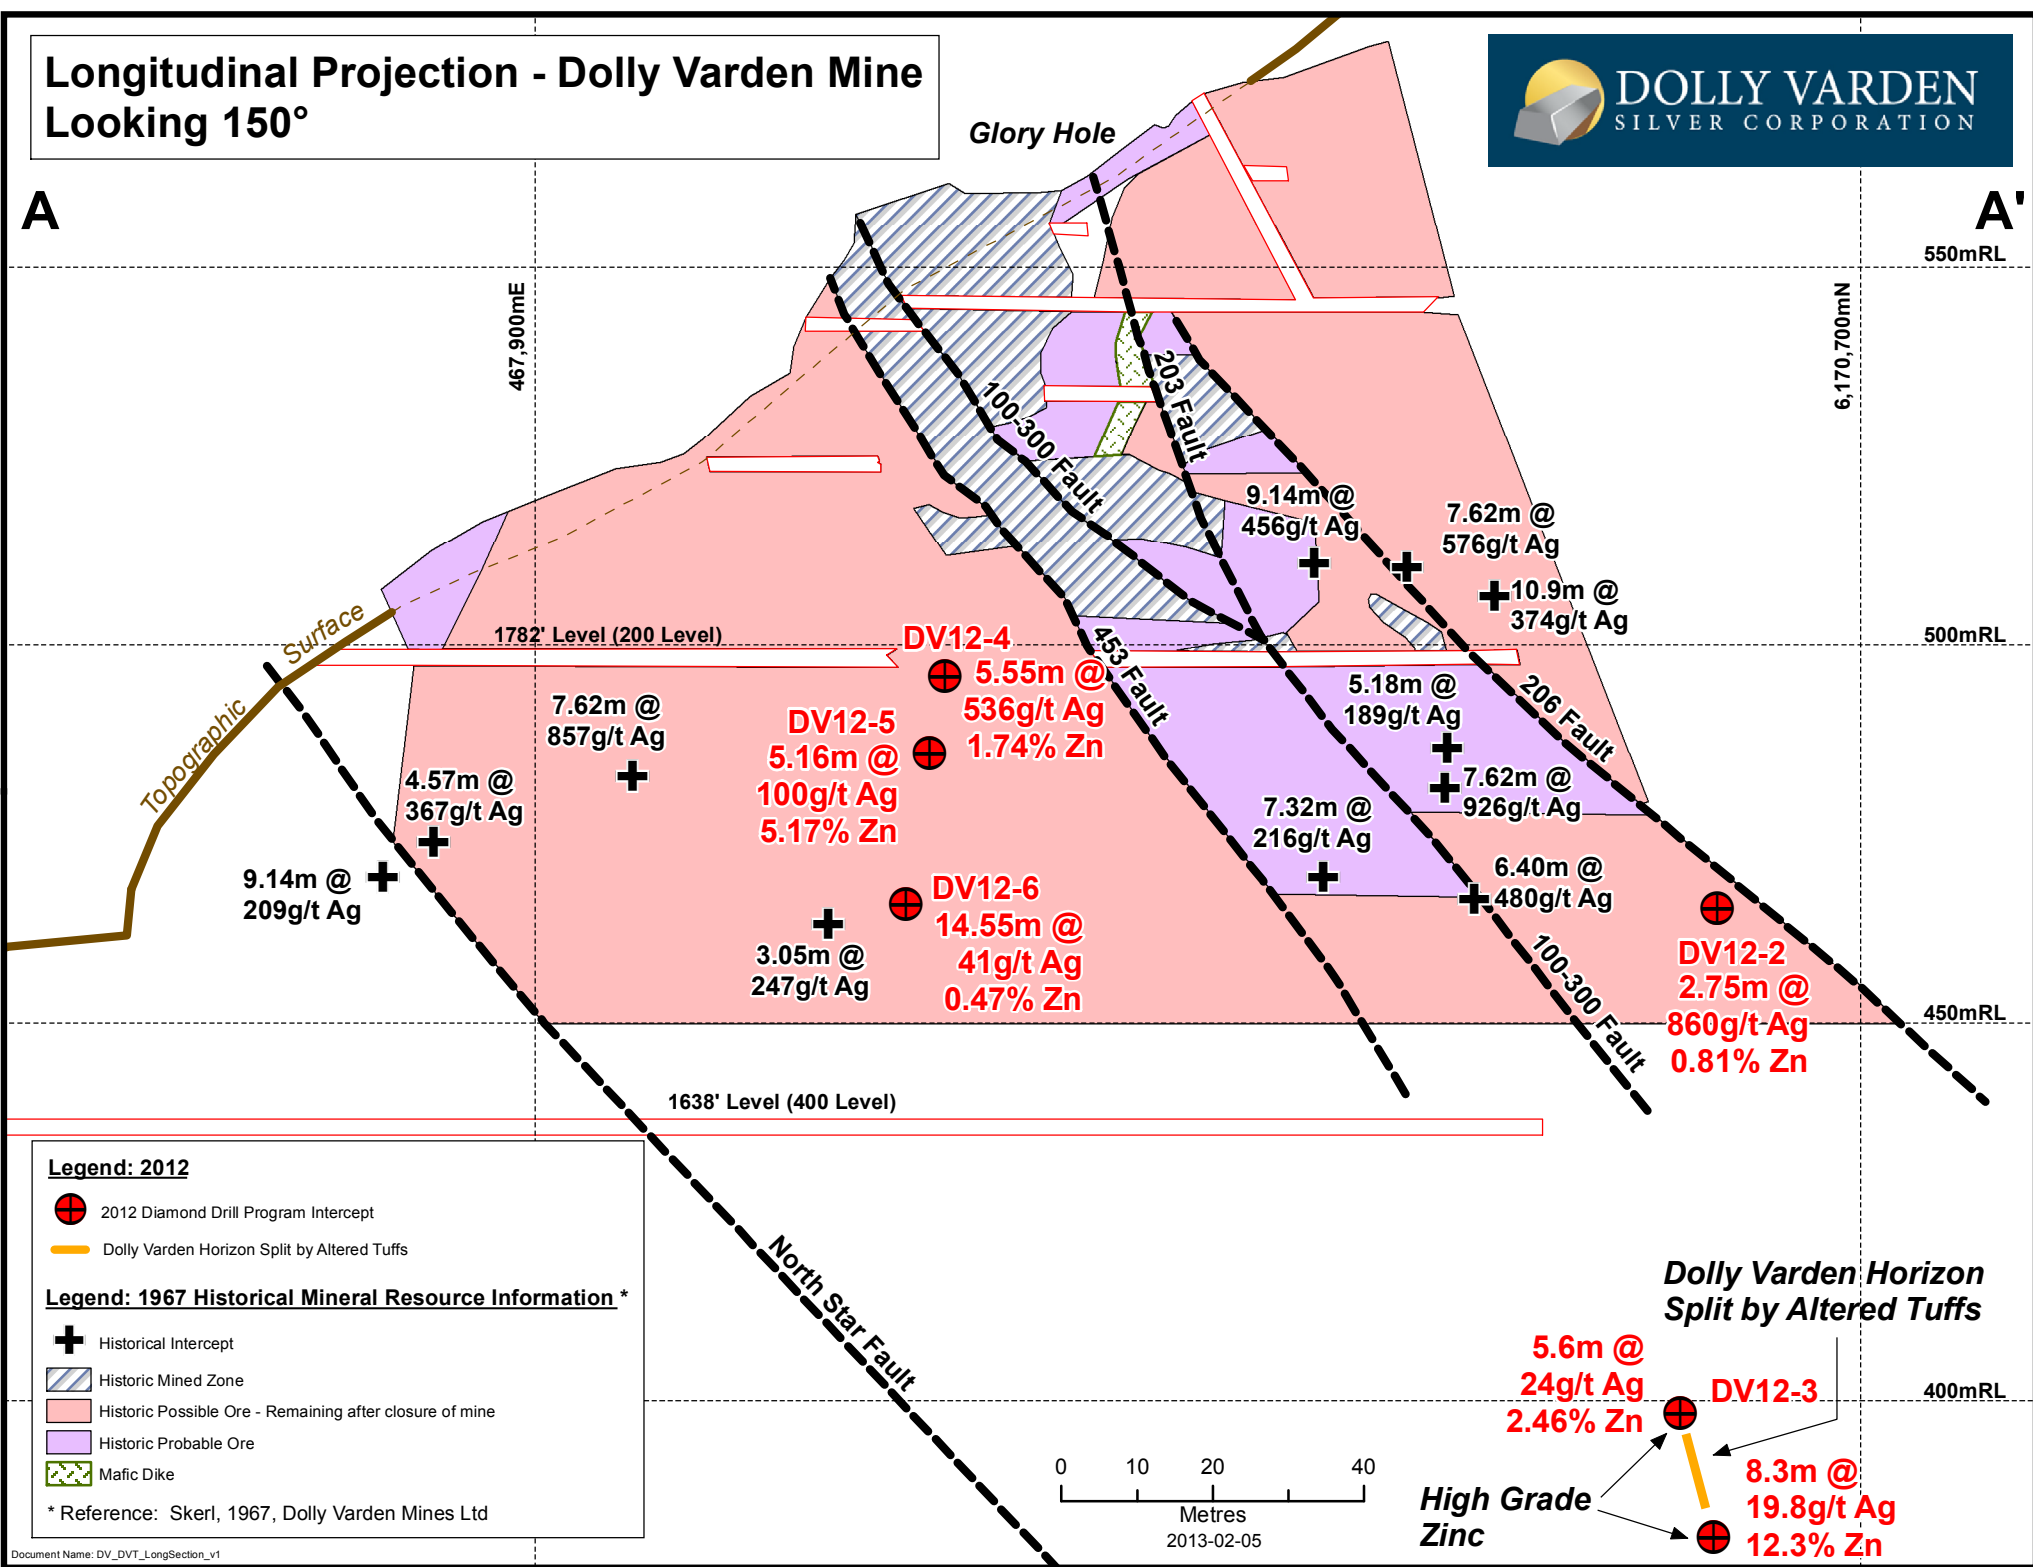 Longitudinal Projection - Dolly Varden Mine
Looking 150°
DOLLY VARDEN
SILVER CORPORATION
Glory Hole
A
A'
550mRL
467,900mE
6,170,700mN
203 Fault
100-300 Fault
9.14m @
456g/t Ag
7.62m @
576g/t Ag
10.9m @
374g/t Ag
Topographic Surface
1782' Level (200 Level)
500mRL
DV12-4
5.55m @
536g/t Ag
1.74% Zn
453 Fault
206 Fault
5.18m @
189g/t Ag
7.62m @
857g/t Ag
DV12-5
5.16m @
100g/t Ag
5.17% Zn
4.57m @
367g/t Ag
7.62m @
926g/t Ag
7.32m @
216g/t Ag
9.14m @
209g/t Ag
6.40m @
480g/t Ag
DV12-6
14.55m @
41g/t Ag
0.47% Zn
3.05m @
247g/t Ag
100-300 Fault
DV12-2
2.75m @
860g/t Ag
0.81% Zn
450mRL
1638' Level (400 Level)
North Star Fault
Legend: 2012
2012 Diamond Drill Program Intercept
Dolly Varden Horizon Split by Altered Tuffs
Legend: 1967 Historical Mineral Resource Information *
Historical Intercept
Historic Mined Zone
Historic Possible Ore - Remaining after closure of mine
Historic Probable Ore
Mafic Dike
* Reference: Skerl, 1967, Dolly Varden Mines Ltd
Document Name: DV_DVT_LongSection_v1
0 10 20 40
Metres
2013-02-05
Dolly Varden Horizon
Split by Altered Tuffs
5.6m @
24g/t Ag
2.46% Zn
DV12-3
400mRL
High Grade
Zinc
8.3m @
19.8g/t Ag
12.3% Zn